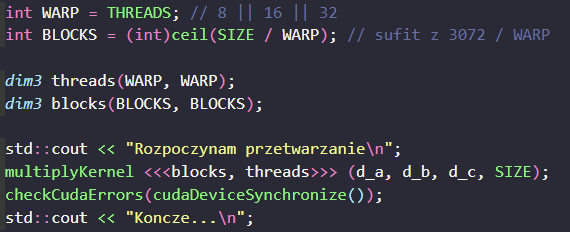 int WARP = THREADS; // 8 || 16 || 32
int BLOCKS = (int)ceil(SIZE / WARP); // sufit z 3072 / WARP
dim3 threads(WARP, WARP);
dim3 blocks(BLOCKS, BLOCKS);
std::cout << "Rozpoczynam przetwarzanie\n";
multiplyKernel <<<blocks, threads>>> (d_a, d_b, d_c, SIZE);
checkCudaErrors(cudaDeviceSynchronize());
std::cout << "Koncze...\n";